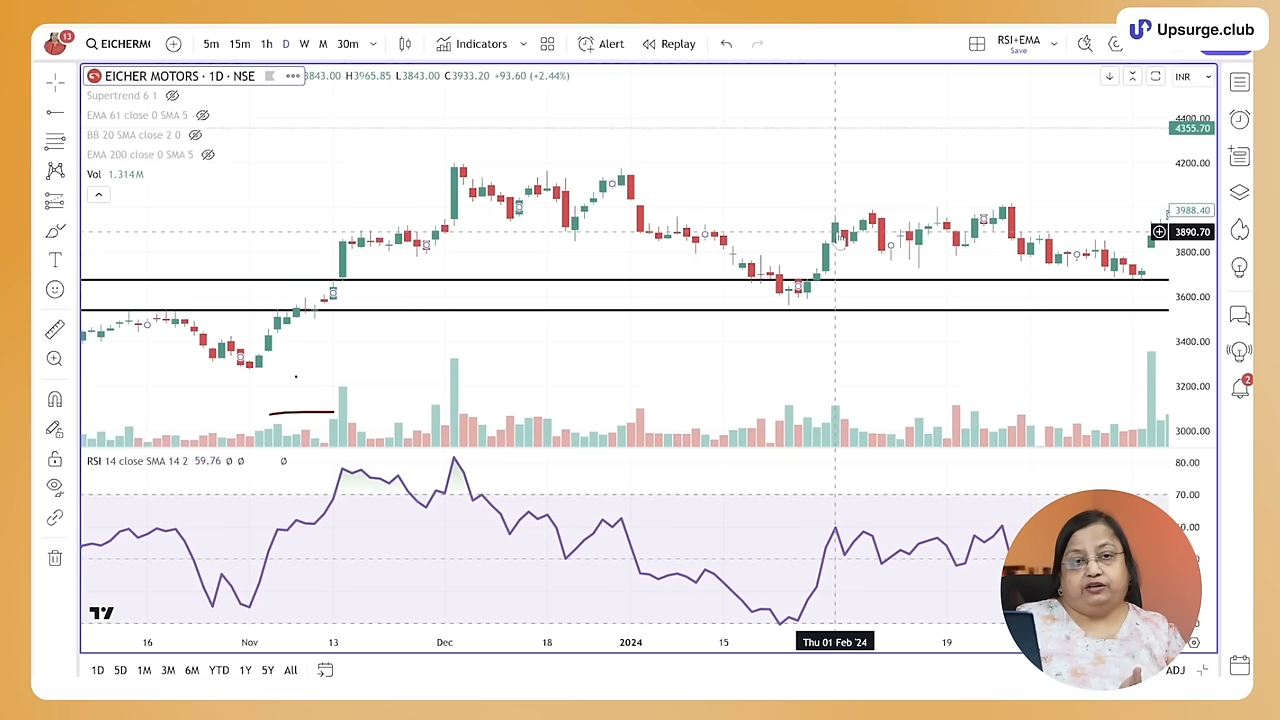 Upsurge.club
13
EICHERM
5m 15m 1h D W M 30m
Indicators
Alert
Replay
RSI+EMA
Save
EICHER MOTORS · 1D · NSE
3843.00 H3965.85 L3843.00 C3933.20 +93.60 (+2.44%)
INR
Supertrend 6 1
EMA 61 close 0 SMA 5
BB 20 SMA close 2 0
EMA 200 close 0 SMA 5
Vol 1.314M
4400.00
4355.70
4200.00
3988.40
3890.70
3800.00
3600.00
3400.00
3200.00
3000.00
2
RSI 14 close SMA 14 2 59.76 Ø Ø Ø
80.00
70.00
16 Nov 13 Dec 18 2024 15 Thu 01 Feb '24 19
1D 5D 1M 3M 6M YTD 1Y 5Y All
ADJ